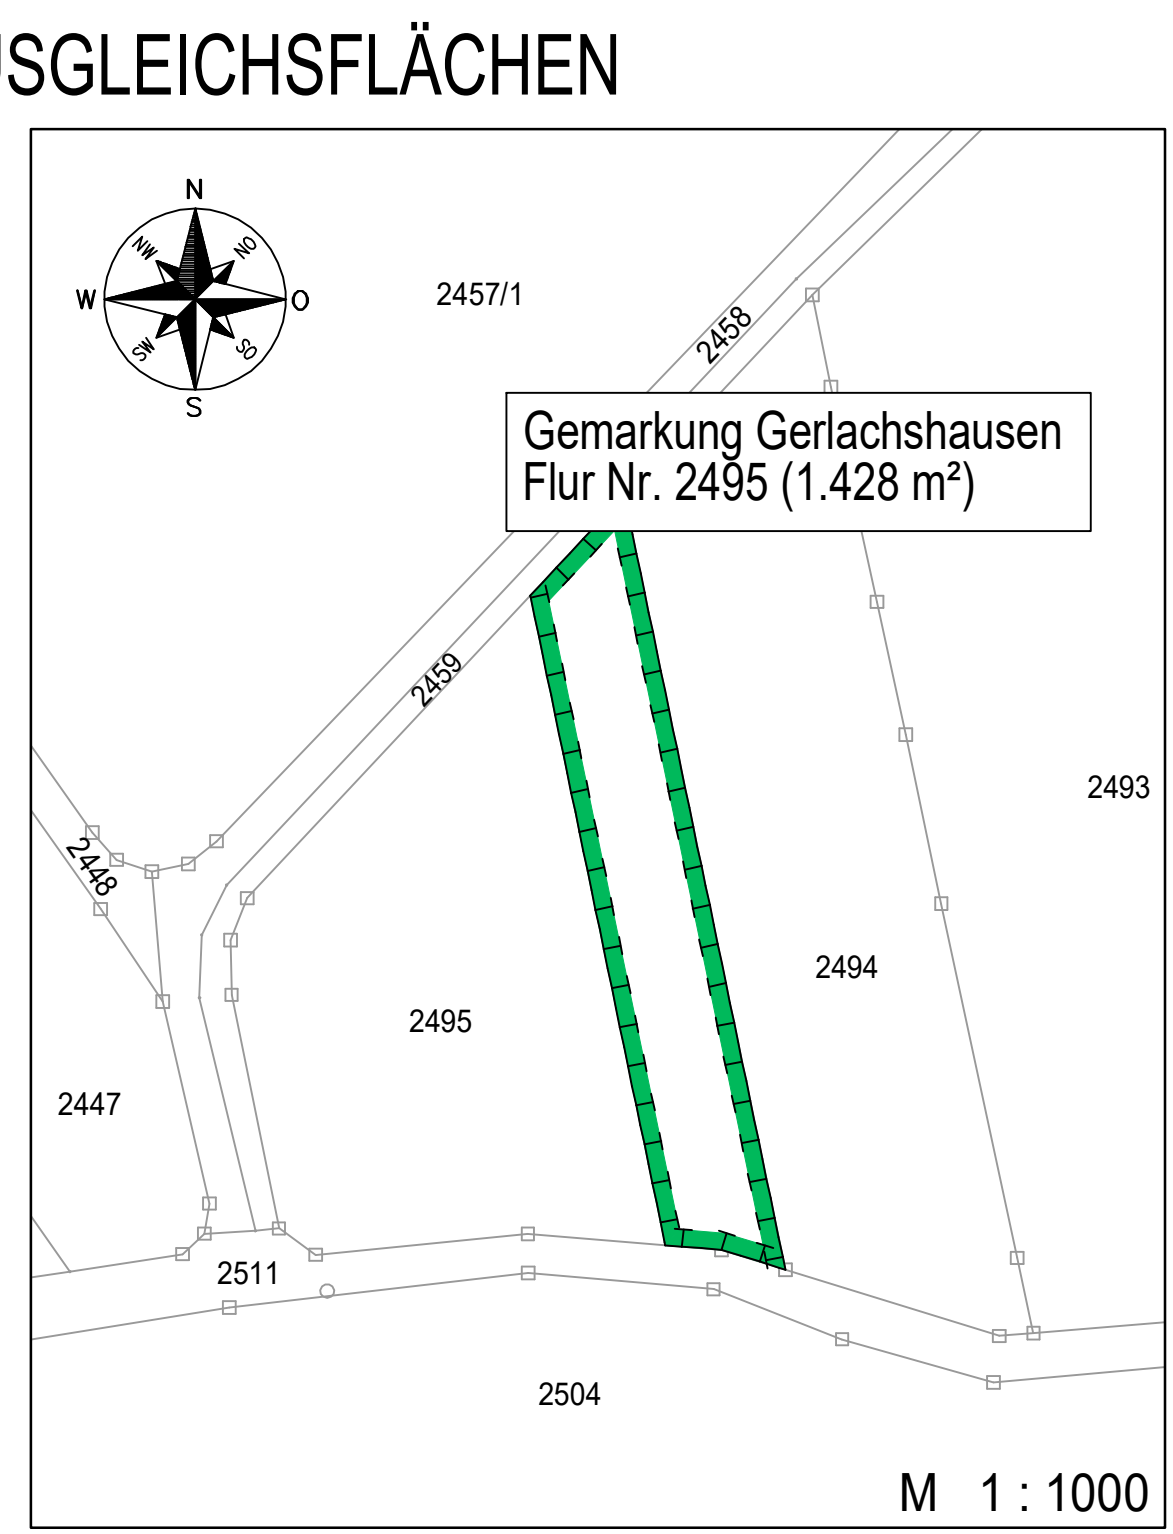 USGLEICHSFLÄCHEN
N
NW
NO
W
O
SW
SO
S
2457/1
2458
Gemarkung Gerlachshausen
Flur Nr. 2495 (1.428 m²)
2459
2493
2448
2494
2495
2447
2511
2504
M 1 : 1000